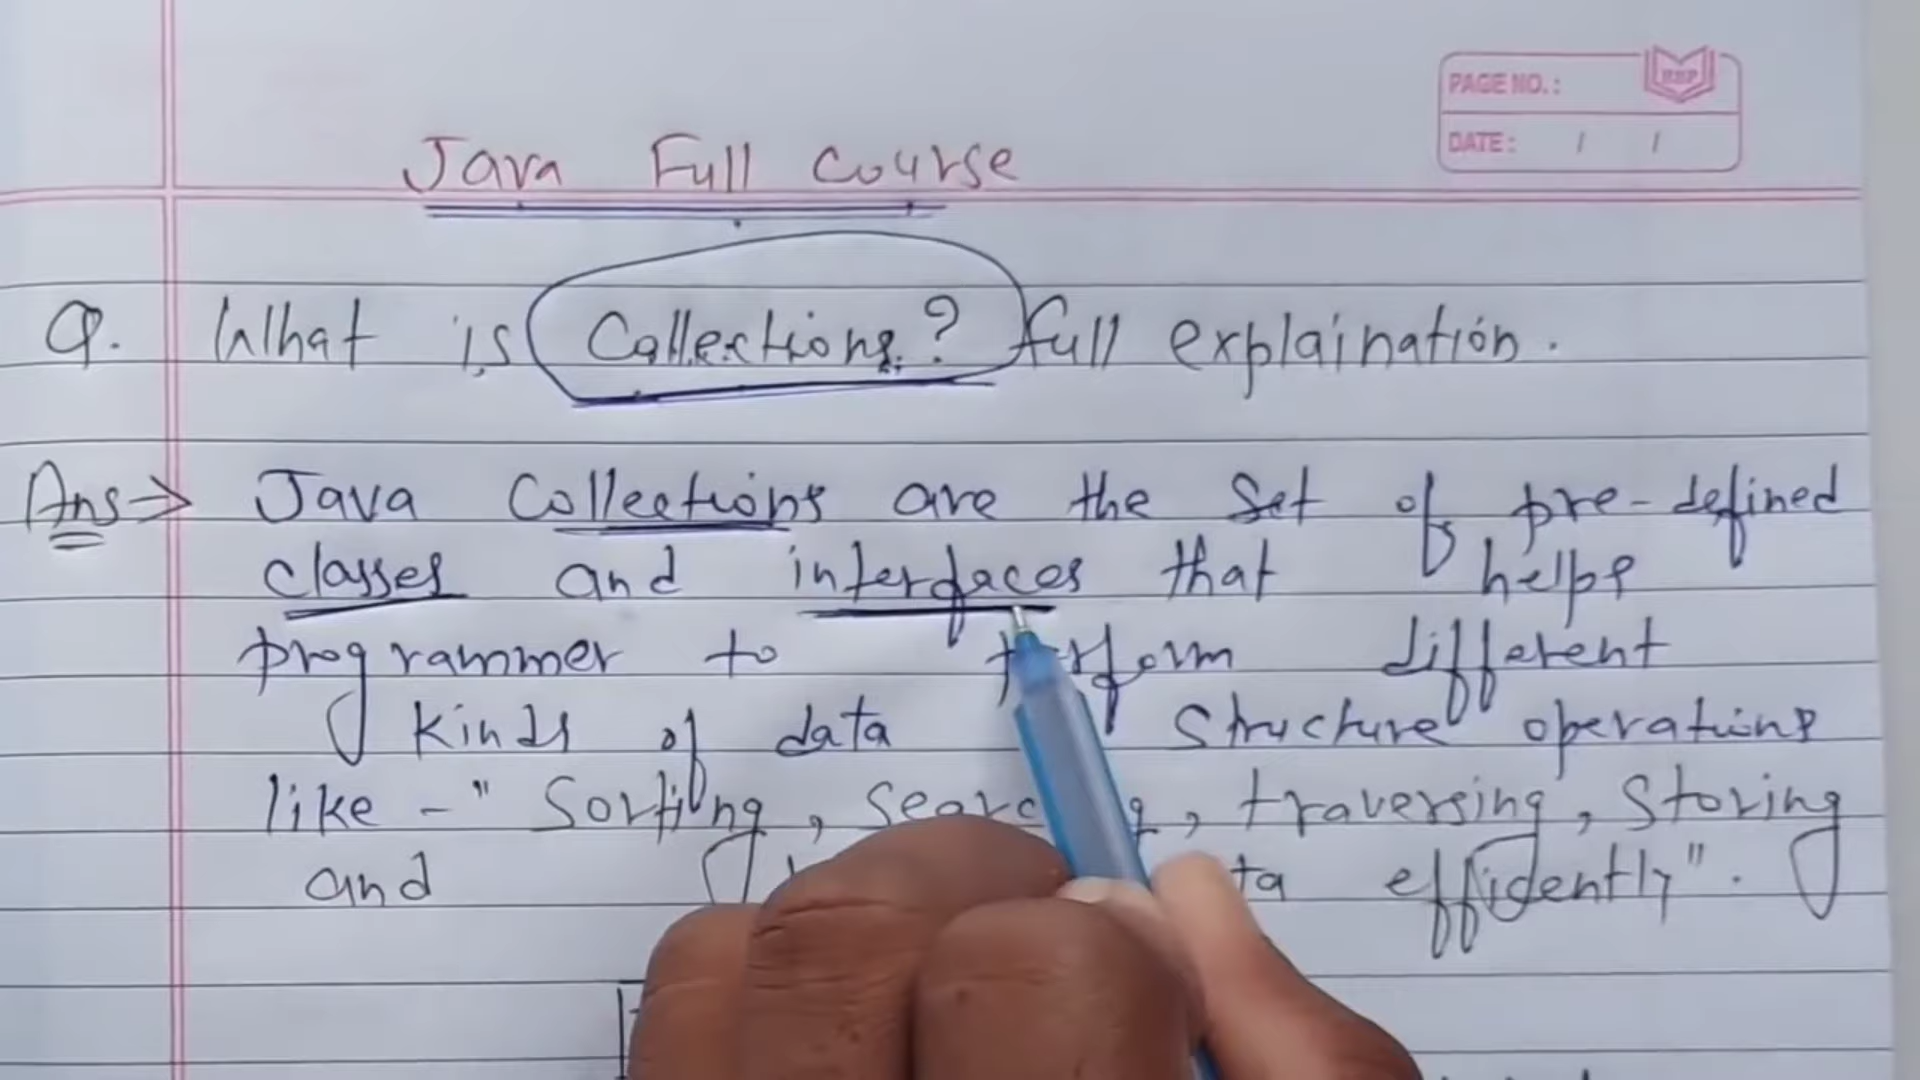 PAGE NO.:
DATE: / /
Java Full Course
Q. What is Collections? full explaination.
Ans → Java Collections are the set of pre-defined
classes and interfaces that helps
programmer to perform different
kinds of data structure operations
like - " Sorting, searching, traversing, storing
and efficiently".